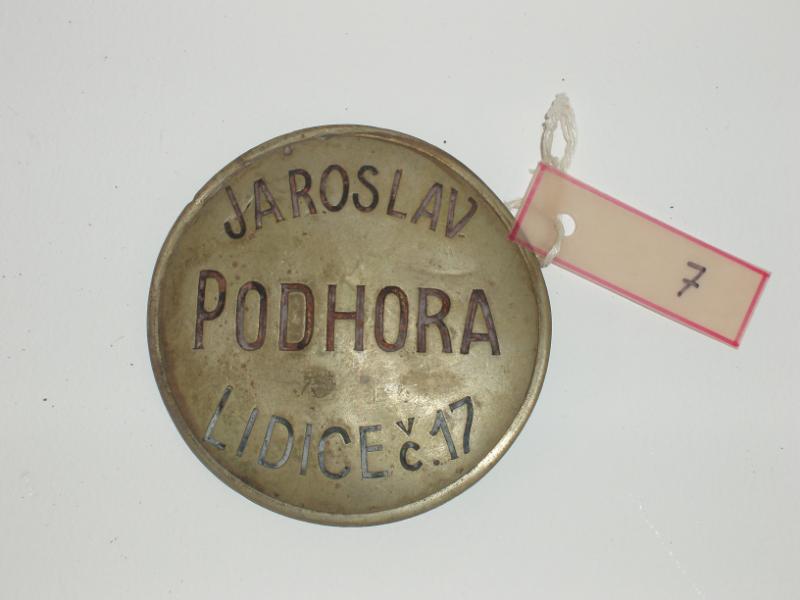 JAROSLAV
PODHORA
LIDICE č.17
7